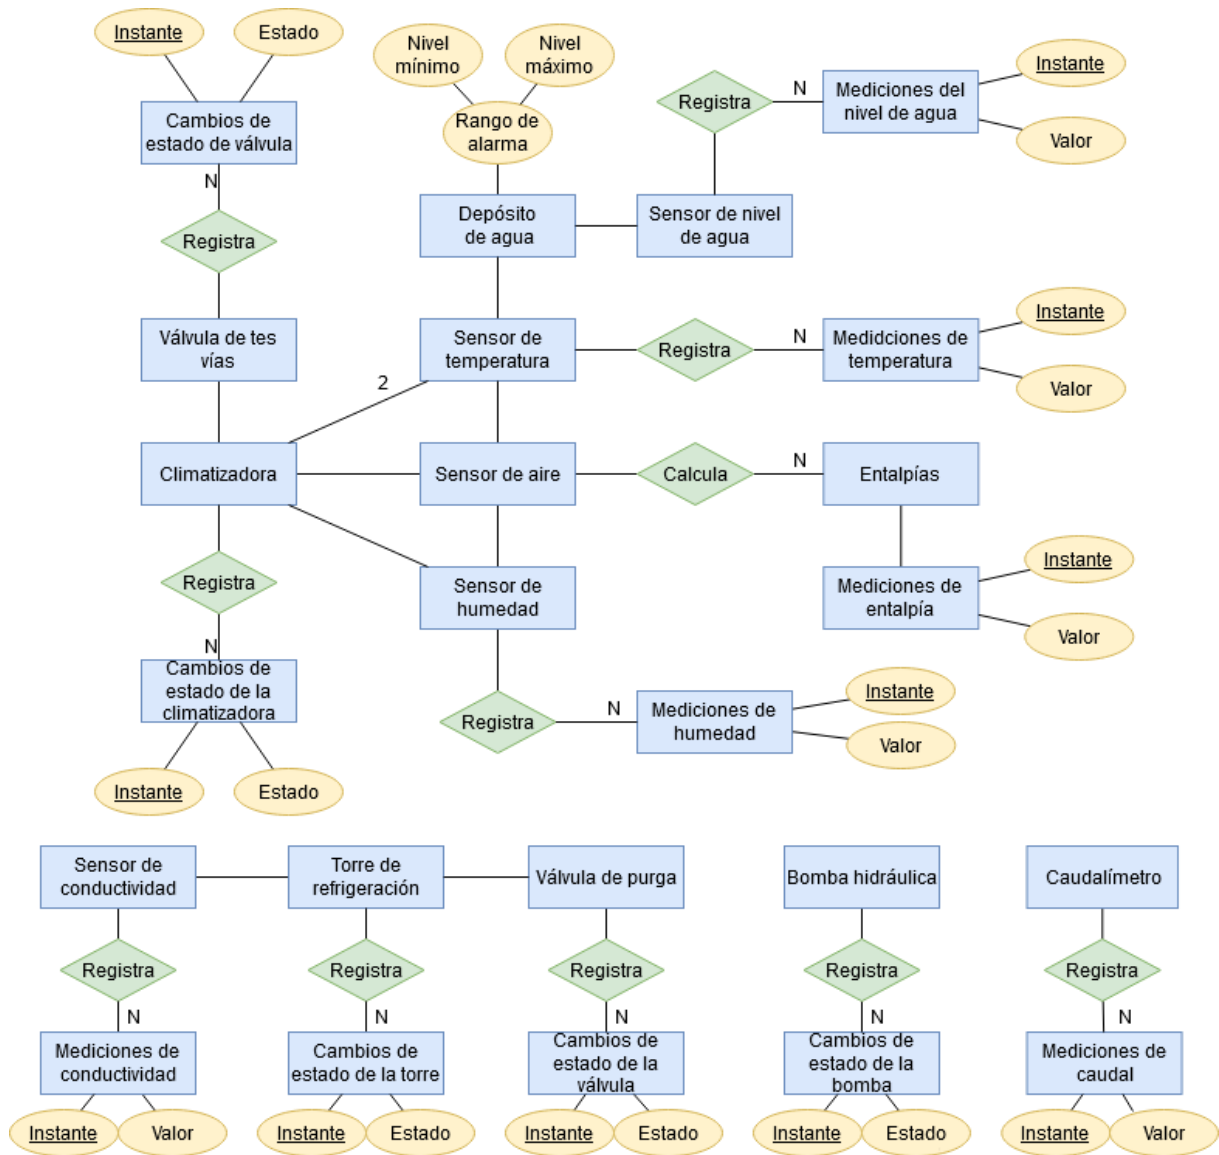 Instante
Estado
Nivel
mínimo
Nivel
máximo
Rango de
alarma
Registra
N
Mediciones del
nivel de agua
Instante
Valor
Cambios de
estado de válvula
N
Registra
Depósito
de agua
Sensor de nivel
de agua
Válvula de tes
vías
2
Sensor de
temperatura
Registra
N
Medidciones de
temperatura
Instante
Valor
Climatizadora
Sensor de aire
Calcula
N
Entalpías
Registra
N
Sensor de
humedad
Mediciones de
entalpía
Instante
Valor
Cambios de
estado de la
climatizadora
Instante
Estado
Registra
N
Mediciones de
humedad
Instante
Valor
Sensor de
conductividad
Torre de
refrigeración
Válvula de purga
Bomba hidráulica
Caudalímetro
Registra
Registra
Registra
Registra
Registra
N
N
N
N
N
Mediciones de
conductividad
Cambios de
estado de la torre
Cambios de
estado de la
válvula
Cambios de
estado de la
bomba
Mediciones de
caudal
Instante
Valor
Instante
Estado
Instante
Estado
Instante
Estado
Instante
Valor